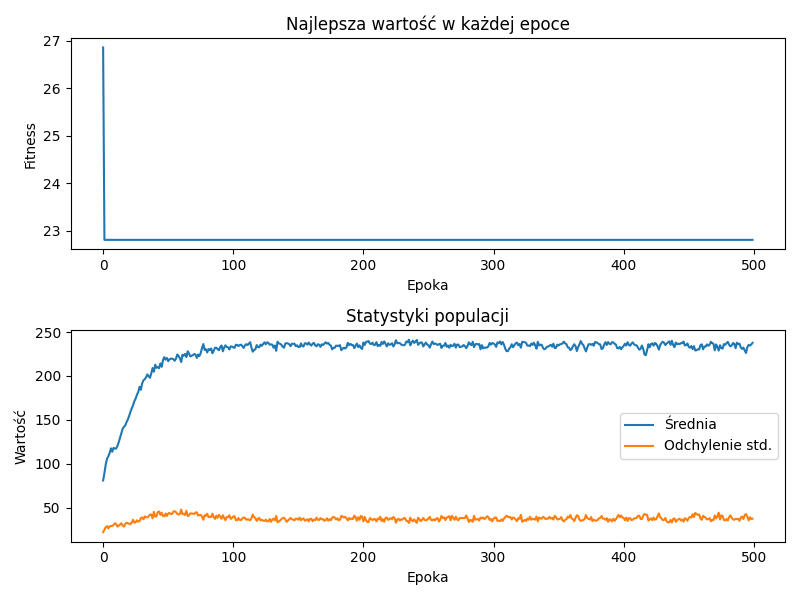 Najlepsza wartość w każdej epoce
27
26
25
24
23
Fitness
0 100 200 300 400 500
Epoka
Statystyki populacji
250
200
150
100
50
Wartość
Średnia
Odchylenie std.
0 100 200 300 400 500
Epoka